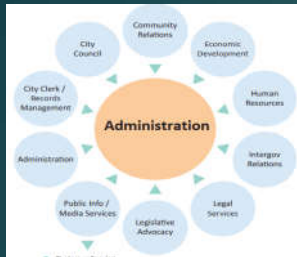 Community
Relations
City
Council
Economic
Development
City Clerk /
Records
Management
Human
Resources
Administration
Administration
Intergov
Relations
Public Info /
Media Services
Legal
Services
Legislative
Advocacy